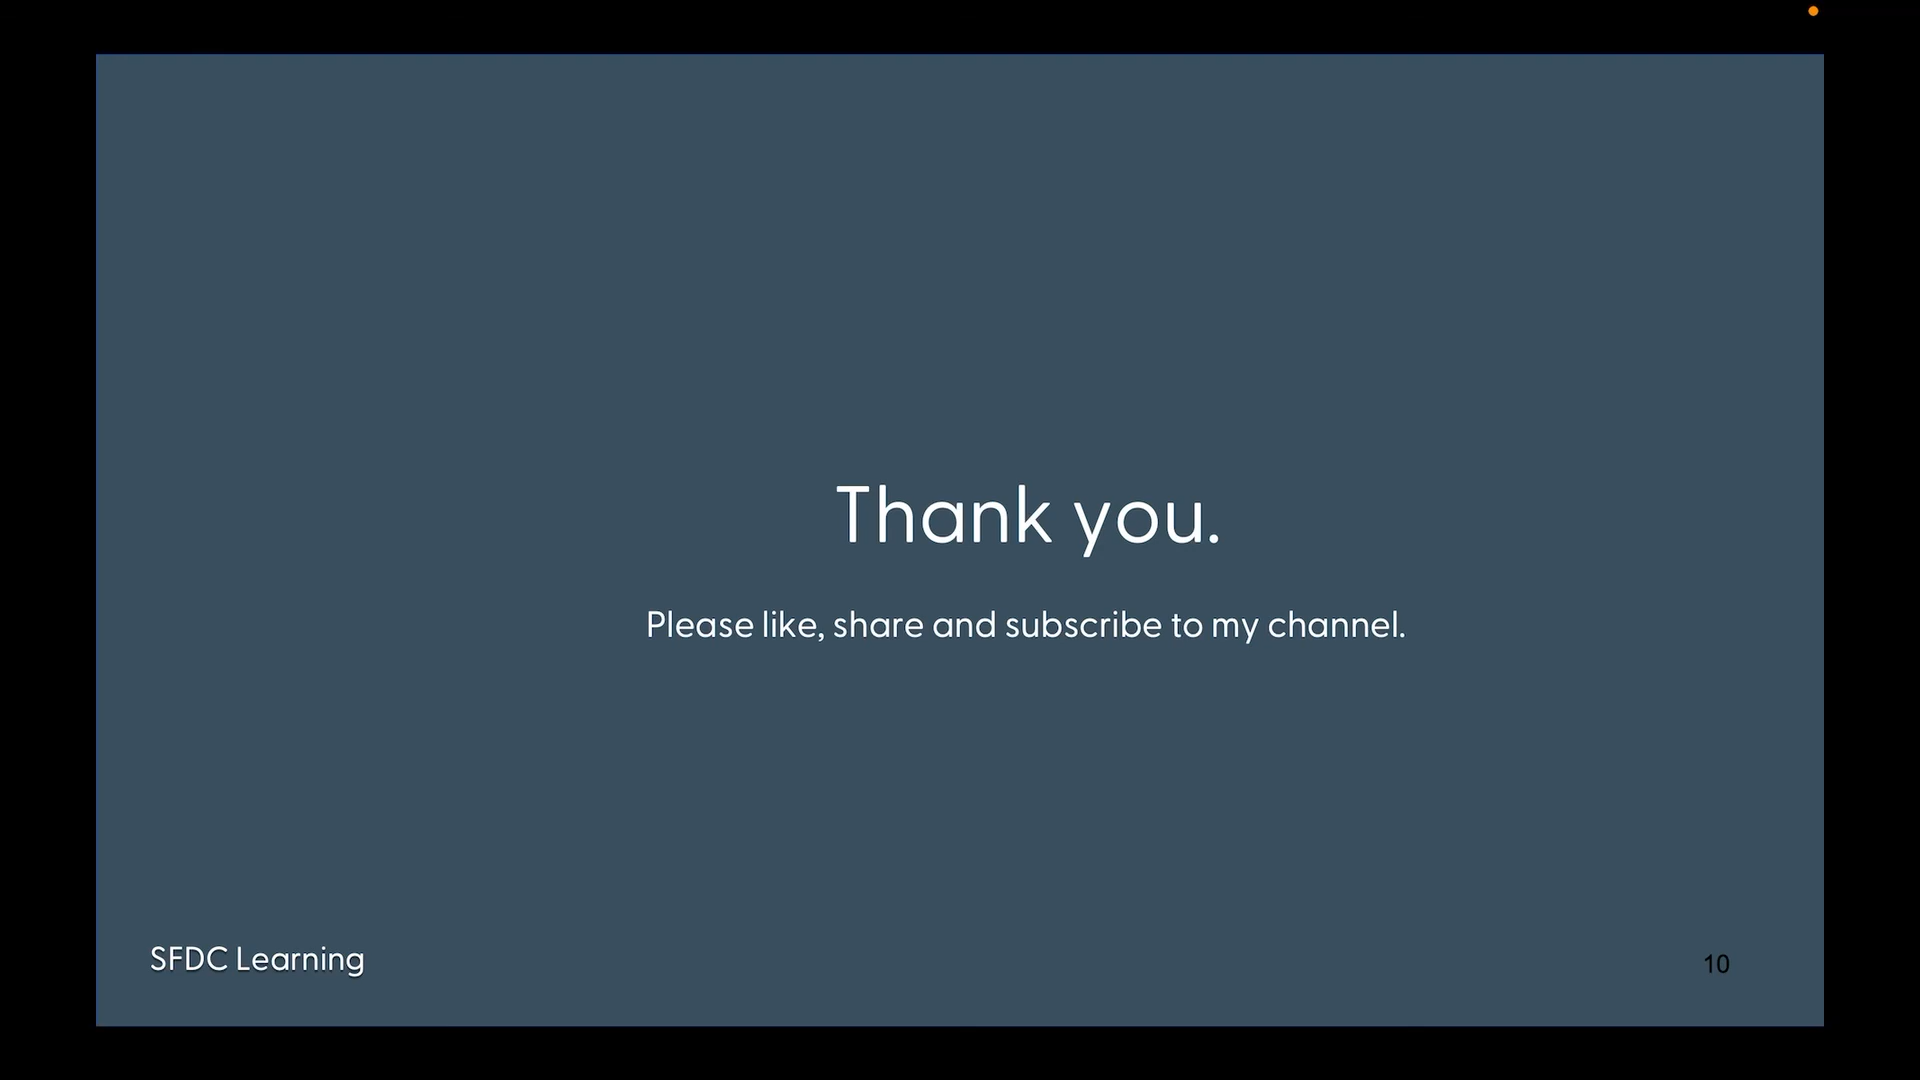 Thank you.
Please like, share and subscribe to my channel.
SFDC Learning
10